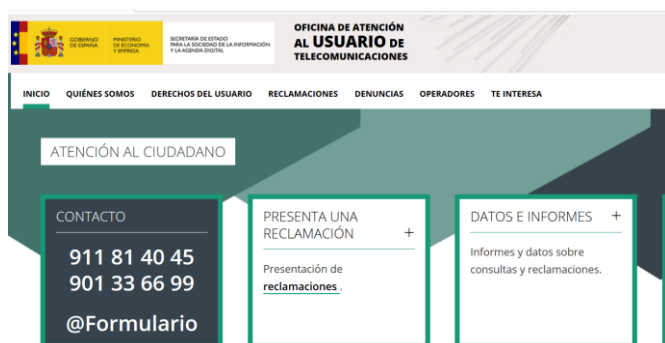 GOBIERNO
DE ESPAÑA
MINISTERIO
DE ECONOMÍA
Y EMPRESA
SECRETARÍA DE ESTADO
PARA LA SOCIEDAD DE LA INFORMACIÓN
Y LA AGENDA DIGITAL
OFICINA DE ATENCIÓN
AL USUARIO DE
TELECOMUNICACIONES
INICIO QUIÉNES SOMOS DERECHOS DEL USUARIO RECLAMACIONES DENUNCIAS OPERADORES TE INTERESA
ATENCIÓN AL CIUDADANO
CONTACTO
911 81 40 45
901 33 66 99
@Formulario
PRESENTA UNA
RECLAMACIÓN +
Presentación de
reclamaciones .
DATOS E INFORMES +
Informes y datos sobre
consultas y reclamaciones.